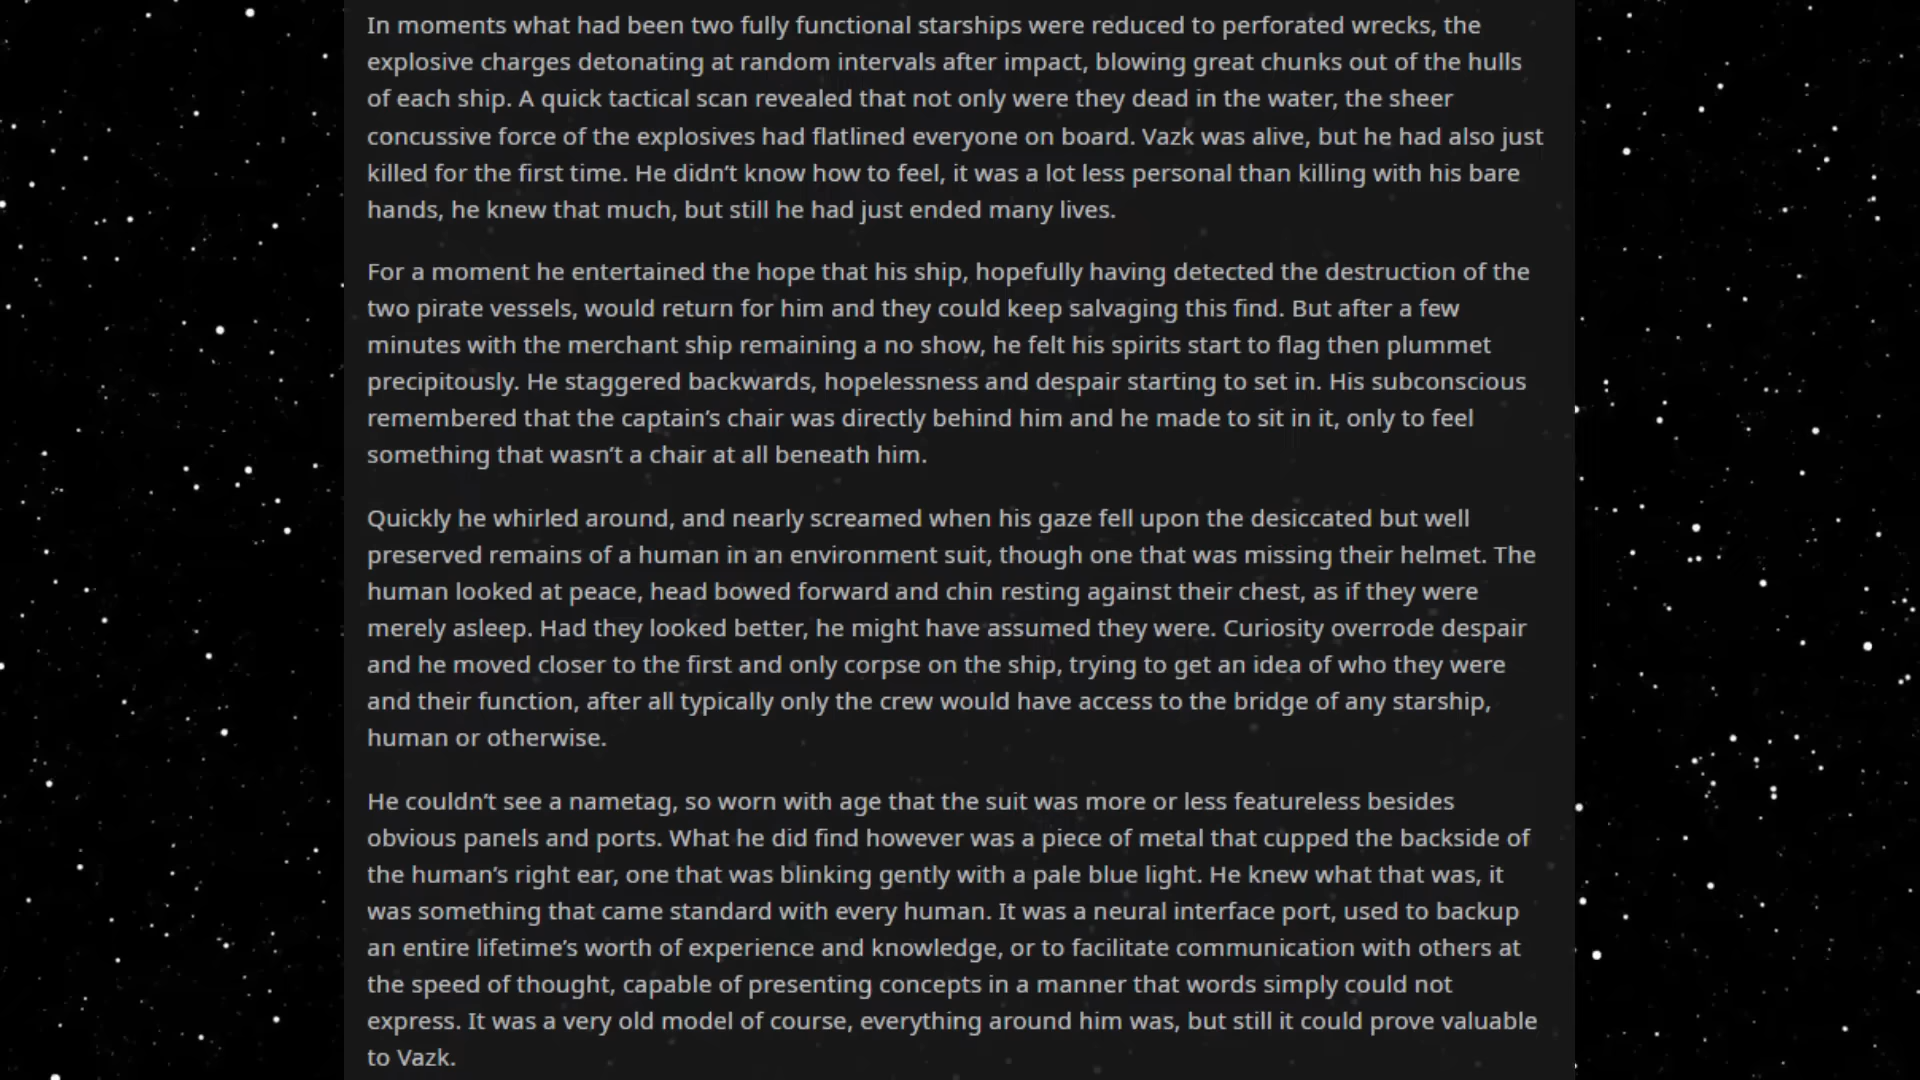 In moments what had been two fully functional starships were reduced to perforated wrecks, the
explosive charges detonating at random intervals after impact, blowing great chunks out of the hulls
of each ship. A quick tactical scan revealed that not only were they dead in the water, the sheer
concussive force of the explosives had flatlined everyone on board. Vazk was alive, but he had also just
killed for the first time. He didn’t know how to feel, it was a lot less personal than killing with his bare
hands, he knew that much, but still he had just ended many lives.
For a moment he entertained the hope that his ship, hopefully having detected the destruction of the
two pirate vessels, would return for him and they could keep salvaging this find. But after a few
minutes with the merchant ship remaining a no show, he felt his spirits start to flag then plummet
precipitously. He staggered backwards, hopelessness and despair starting to set in. His subconscious
remembered that the captain’s chair was directly behind him and he made to sit in it, only to feel
something that wasn’t a chair at all beneath him.
Quickly he whirled around, and nearly screamed when his gaze fell upon the desiccated but well
preserved remains of a human in an environment suit, though one that was missing their helmet. The
human looked at peace, head bowed forward and chin resting against their chest, as if they were
merely asleep. Had they looked better, he might have assumed they were. Curiosity overrode despair
and he moved closer to the first and only corpse on the ship, trying to get an idea of who they were
and their function, after all typically only the crew would have access to the bridge of any starship,
human or otherwise.
He couldn’t see a nametag, so worn with age that the suit was more or less featureless besides
obvious panels and ports. What he did find however was a piece of metal that cupped the backside of
the human’s right ear, one that was blinking gently with a pale blue light. He knew what that was, it
was something that came standard with every human. It was a neural interface port, used to backup
an entire lifetime’s worth of experience and knowledge, or to facilitate communication with others at
the speed of thought, capable of presenting concepts in a manner that words simply could not
express. It was a very old model of course, everything around him was, but still it could prove valuable
to Vazk.